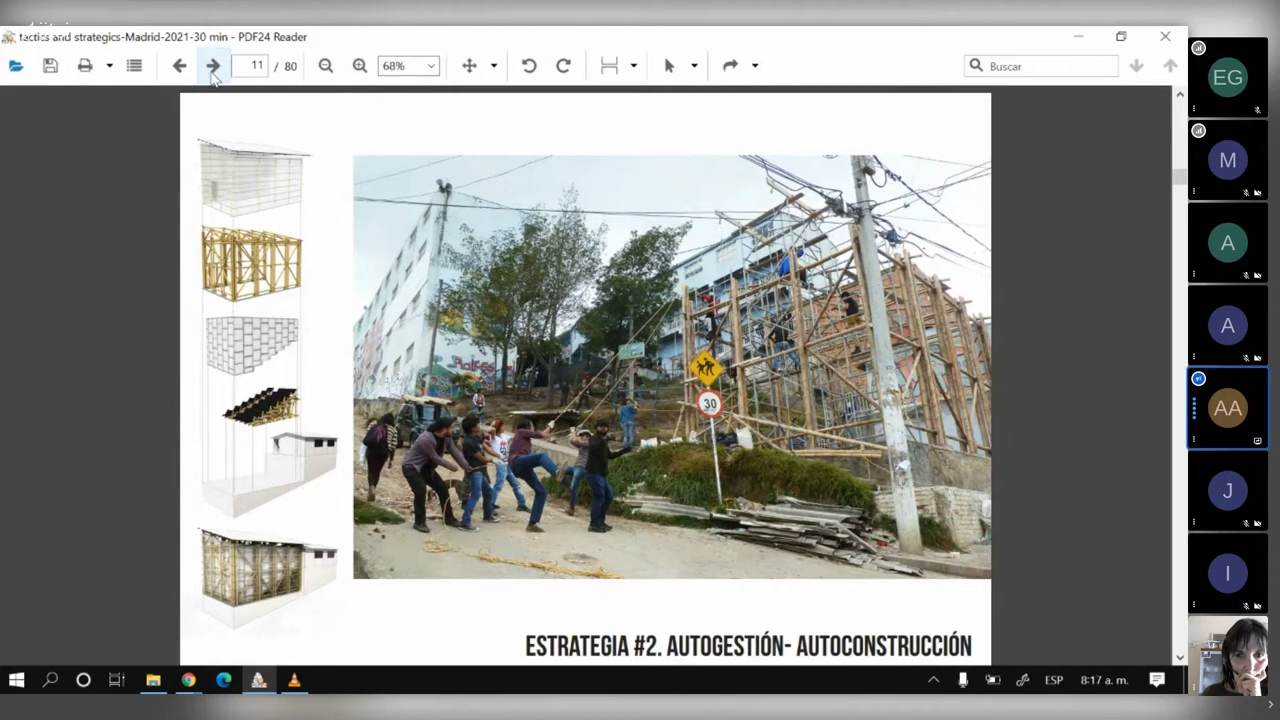 tactics and strategics-Madrid-2021-30 min - PDF24 Reader
11 / 80
68%
Buscar
EG
M
A
A
AA
J
I
30
ESTRATEGIA #2. AUTOGESTIÓN- AUTOCONSTRUCCIÓN
ESP
8:17 a. m.